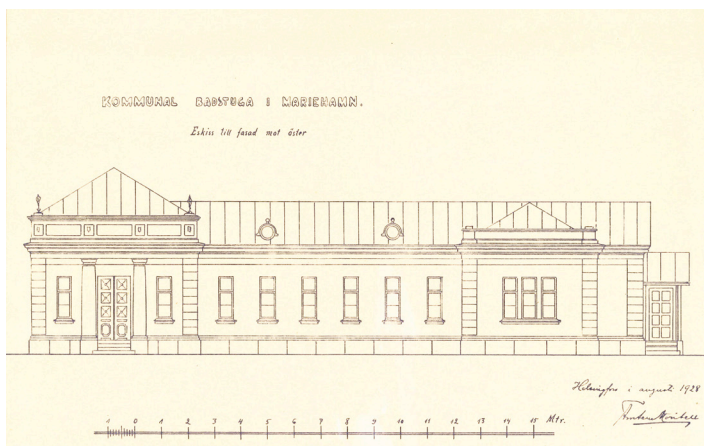 KOMMUNAL BADSTUGA I MARIEHAMN.
Eskiss till fasad mot öster
Helsingfors i augusti 1928
1 0 1 2 3 4 5 6 7 8 9 10 11 12 13 14 15 Mtr.